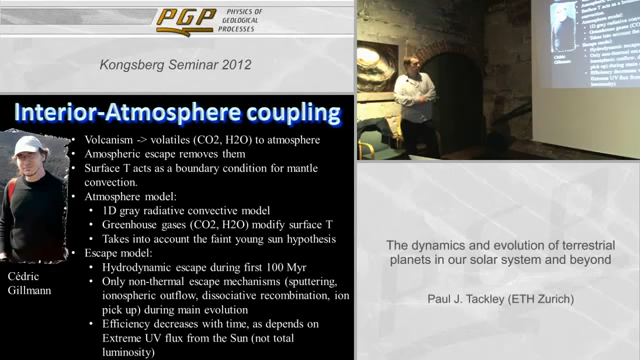 PGP
PHYSICS OF
GEOLOGICAL
PROCESSES
Kongsberg Seminar 2012
Interior-Atmosphere coupling
• Volcanism -> volatiles (CO2, H2O) to atmosphere
• Amospheric escape removes them
• Surface T acts as a boundary condition for mantle
convection.
• Atmosphere model:
• 1D gray radiative convective model
• Greenhouse gases (CO2, H2O) modify surface T
• Takes into account the faint young sun hypothesis
• Escape model:
• Hydrodynamic escape during first 100 Myr
• Only non-thermal escape mechanisms (sputtering,
ionospheric outflow, dissociative recombination, ion
pick up) during main evolution
• Efficiency decreases with time, as depends on
Extreme UV flux from the Sun (not total
luminosity)
Cédric
Gillmann
The dynamics and evolution of terrestrial
planets in our solar system and beyond
Paul J. Tackley (ETH Zurich)